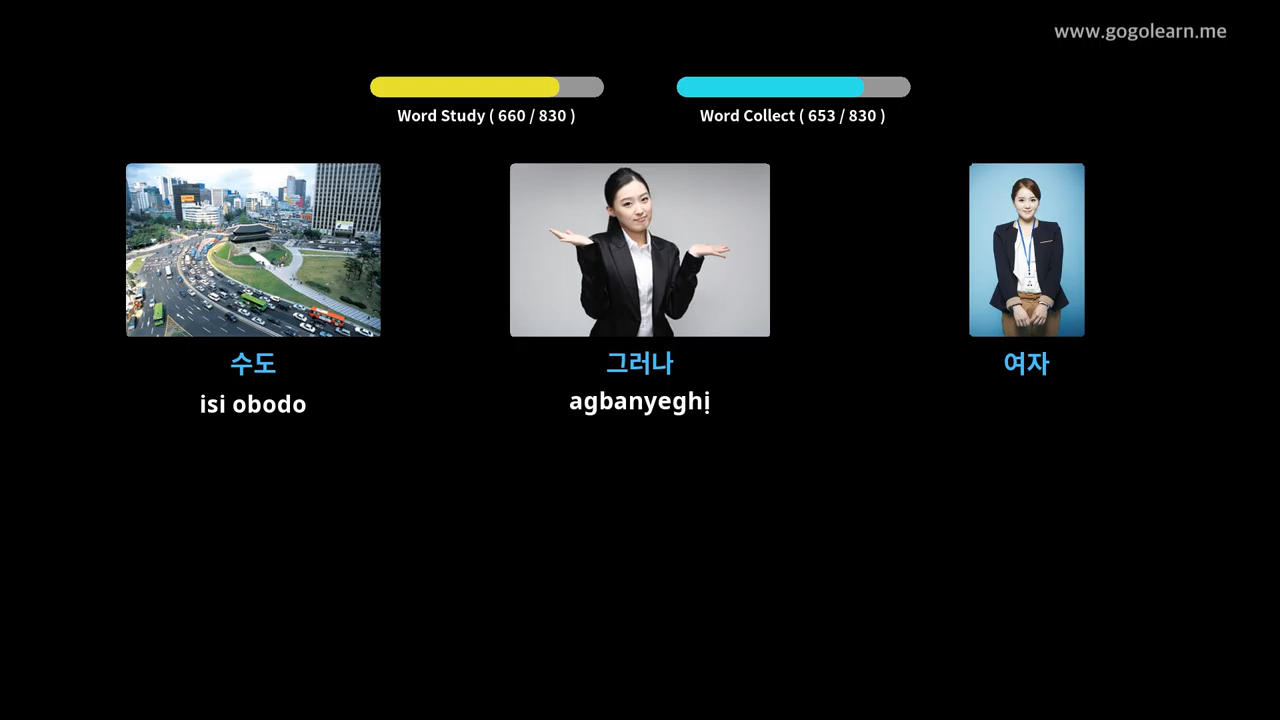 www.gogolearn.me
Word Study ( 660 / 830 )
Word Collect ( 653 / 830 )
수도
그러나
여자
isi obodo
agbanyeghị